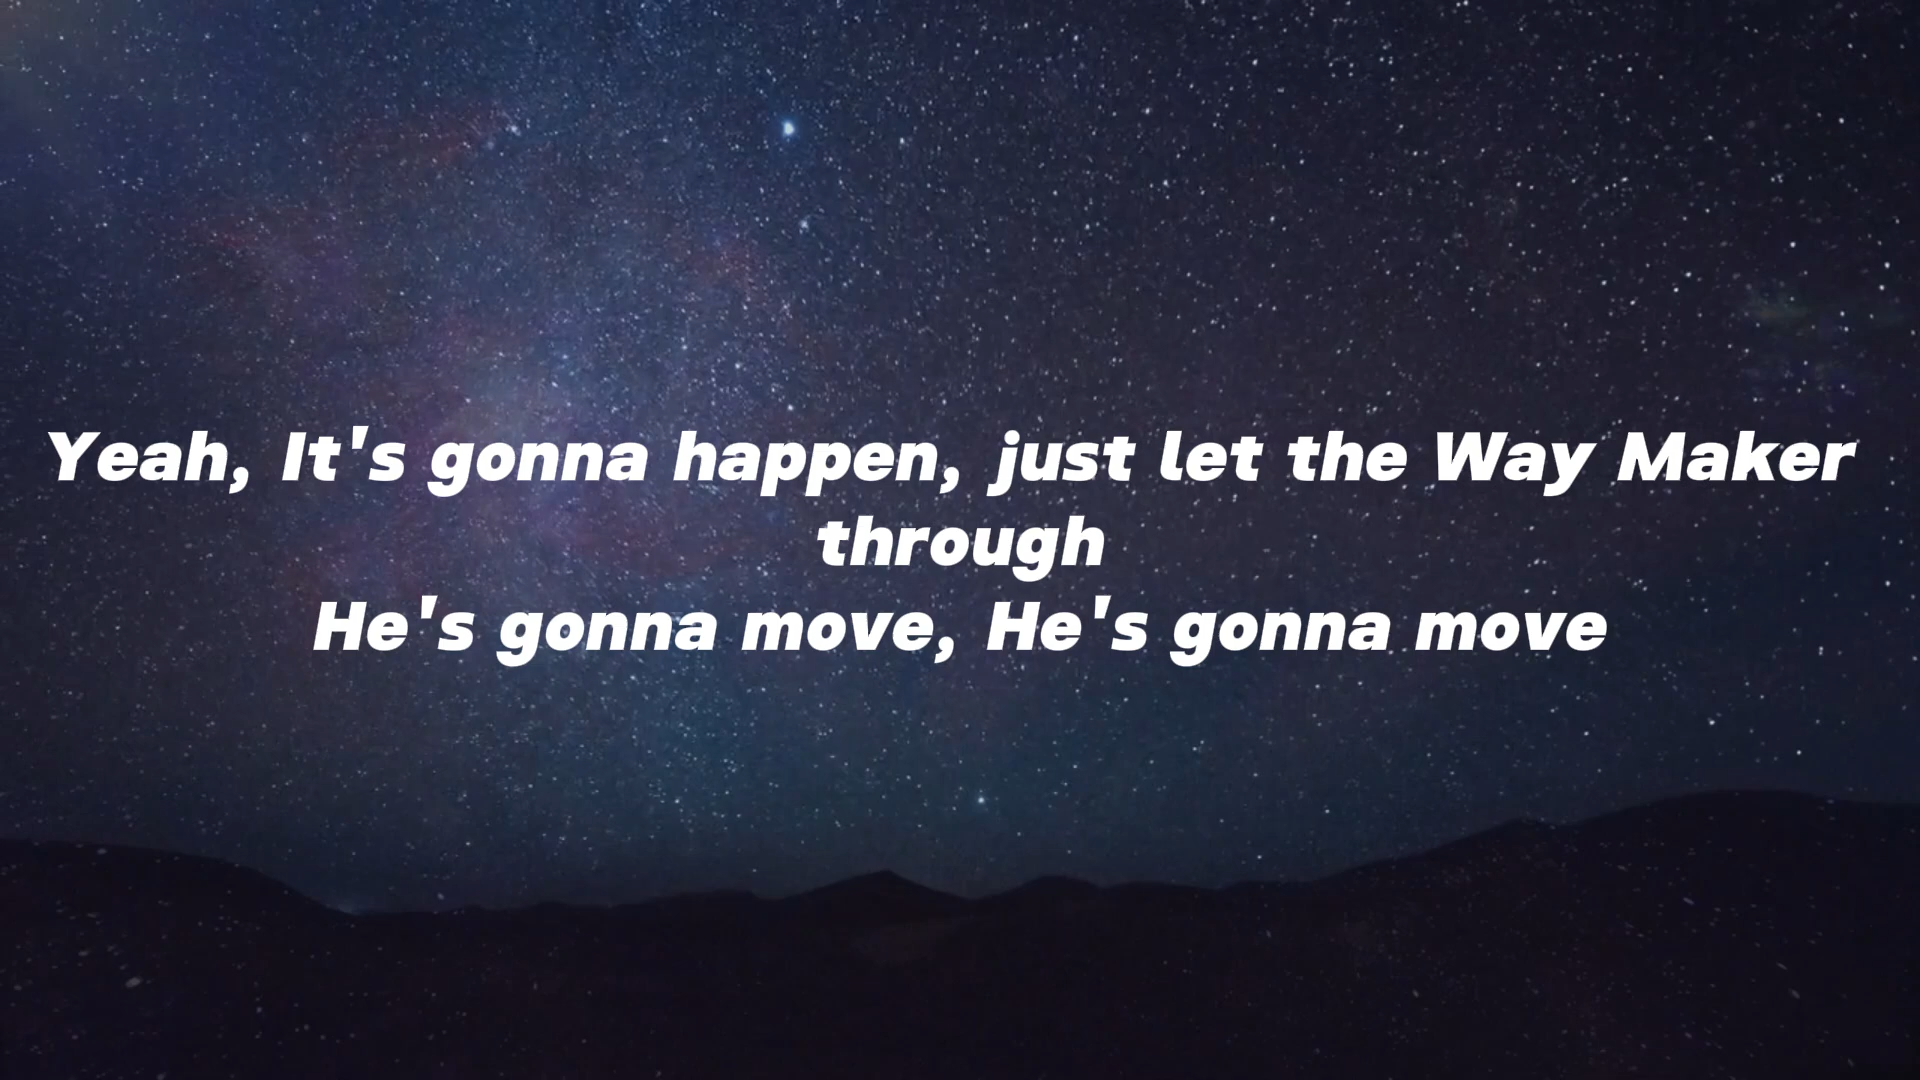 Yeah, It's gonna happen, just let the Way Maker
through
He's gonna move, He's gonna move